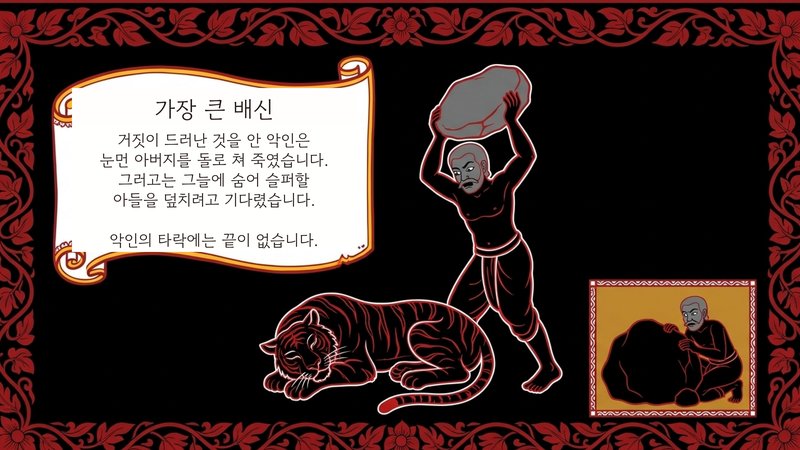 가장 큰 배신
거짓이 드러난 것을 안 악인은
눈먼 아버지를 돌로 쳐 죽였습니다.
그러고는 그늘에 숨어 슬퍼할
아들을 덮치려고 기다렸습니다.
악인의 타락에는 끝이 없습니다.